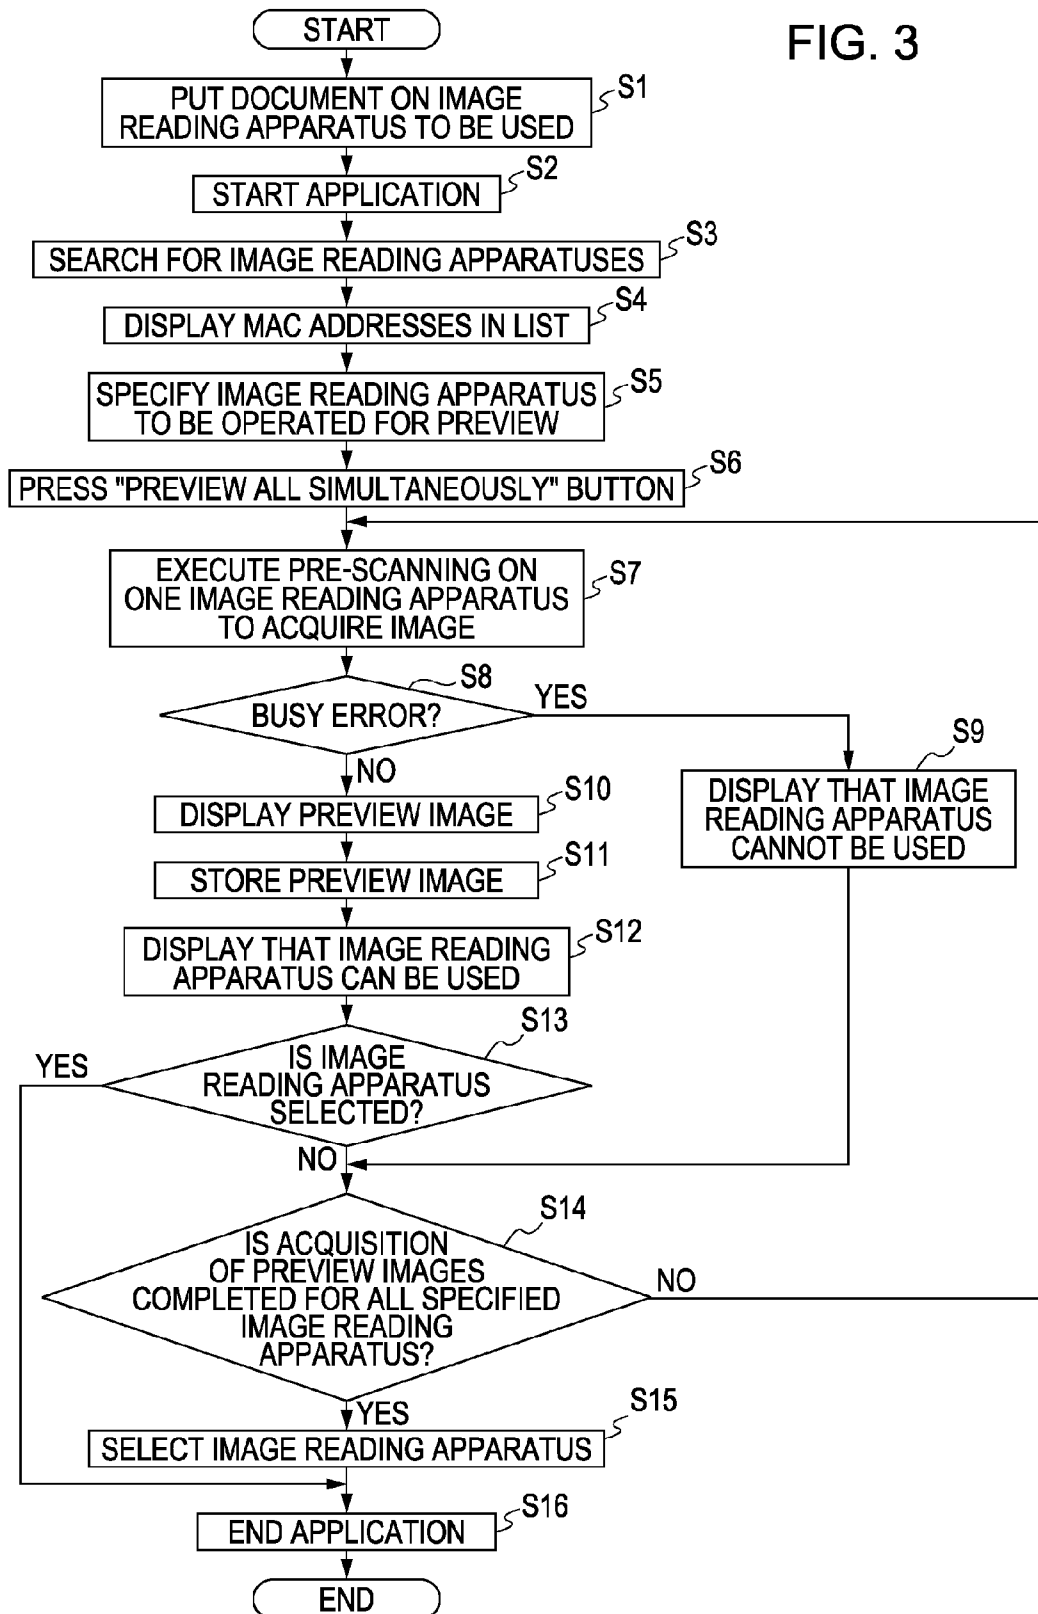 FIG. 3
START
S1
PUT DOCUMENT ON IMAGE
READING APPARATUS TO BE USED
S2
START APPLICATION
S3
SEARCH FOR IMAGE READING APPARATUSES
S4
DISPLAY MAC ADDRESSES IN LIST
S5
SPECIFY IMAGE READING APPARATUS
TO BE OPERATED FOR PREVIEW
S6
PRESS "PREVIEW ALL SIMULTANEOUSLY" BUTTON
S7
EXECUTE PRE-SCANNING ON
ONE IMAGE READING APPARATUS
TO ACQUIRE IMAGE
S8
BUSY ERROR?
YES
NO
S9
DISPLAY THAT IMAGE
READING APPARATUS
CANNOT BE USED
S10
DISPLAY PREVIEW IMAGE
S11
STORE PREVIEW IMAGE
S12
DISPLAY THAT IMAGE READING
APPARATUS CAN BE USED
S13
IS IMAGE
READING APPARATUS
SELECTED?
YES
NO
S14
IS ACQUISITION
OF PREVIEW IMAGES
COMPLETED FOR ALL SPECIFIED
IMAGE READING
APPARATUS?
NO
YES
S15
SELECT IMAGE READING APPARATUS
S16
END APPLICATION
END